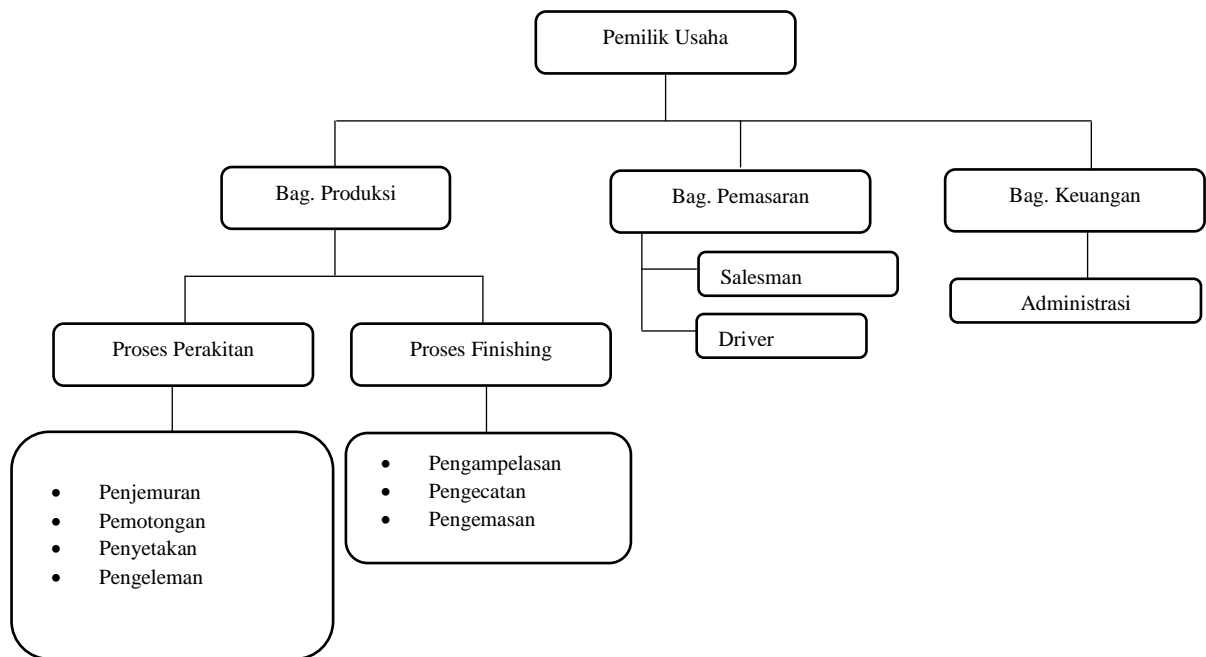 Pemilik Usaha
Bag. Produksi
Bag. Pemasaran
Bag. Keuangan
Salesman
Administrasi
Driver
Proses Perakitan
Proses Finishing
• Penjemuran
• Pemotongan
• Penyetakan
• Pengeleman
• Pengampelasan
• Pengecatan
• Pengemasan